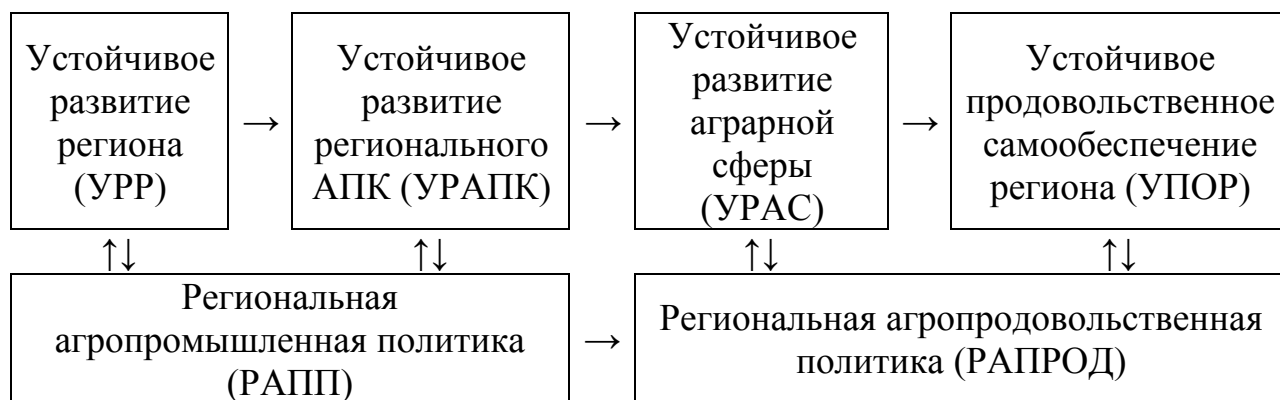 Устойчивое
развитие
региона
(УРР)
→
Устойчивое
развитие
регионального
АПК (УРАПК)
→
Устойчивое
развитие
аграрной
сферы
(УРАС)
→
Устойчивое
продовольственное
самообеспечение
региона (УПОР)
↑↓
↑↓
↑↓
↑↓
Региональная
агропромышленная политика
(РАПП)
→
Региональная агропродовольственная
политика (РАПРОД)